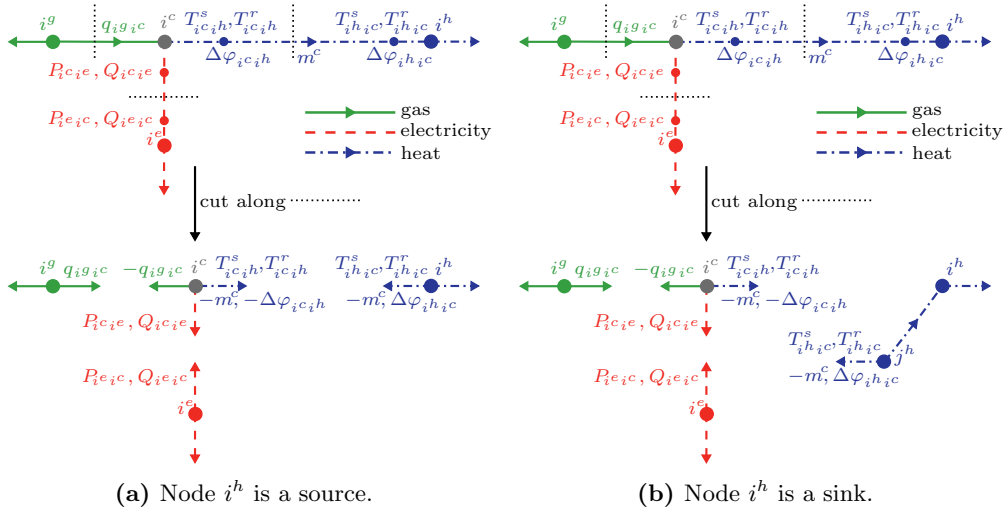 i^g q_{i^g i^c} i^c T^s_{i^c i^h}, T^r_{i^c i^h} T^s_{i^h i^c}, T^r_{i^h i^c} i^h
Δφ_{i^c i^h} m^c Δφ_{i^h i^c}
P_{i^c i^e}, Q_{i^c i^e}
P_{i^e i^c}, Q_{i^e i^c}
i^e
gas
electricity
heat
cut along
i^g q_{i^g i^c} −q_{i^g i^c} i^c T^s_{i^c i^h}, T^r_{i^c i^h} T^s_{i^h i^c}, T^r_{i^h i^c} i^h
−m^c, −Δφ_{i^c i^h} −m^c, Δφ_{i^h i^c}
P_{i^c i^e}, Q_{i^c i^e}
P_{i^e i^c}, Q_{i^e i^c}
i^e
(a) Node i^h is a source.
i^g q_{i^g i^c} i^c T^s_{i^c i^h}, T^r_{i^c i^h} T^s_{i^h i^c}, T^r_{i^h i^c} i^h
Δφ_{i^c i^h} m^c Δφ_{i^h i^c}
P_{i^c i^e}, Q_{i^c i^e}
P_{i^e i^c}, Q_{i^e i^c}
i^e
gas
electricity
heat
cut along
i^g q_{i^g i^c} −q_{i^g i^c} i^c T^s_{i^c i^h}, T^r_{i^c i^h} i^h
−m^c, −Δφ_{i^c i^h}
P_{i^c i^e}, Q_{i^c i^e}
T^s_{i^h i^c}, T^r_{i^h i^c} j^h
−m^c, Δφ_{i^h i^c}
P_{i^e i^c}, Q_{i^e i^c}
i^e
(b) Node i^h is a sink.